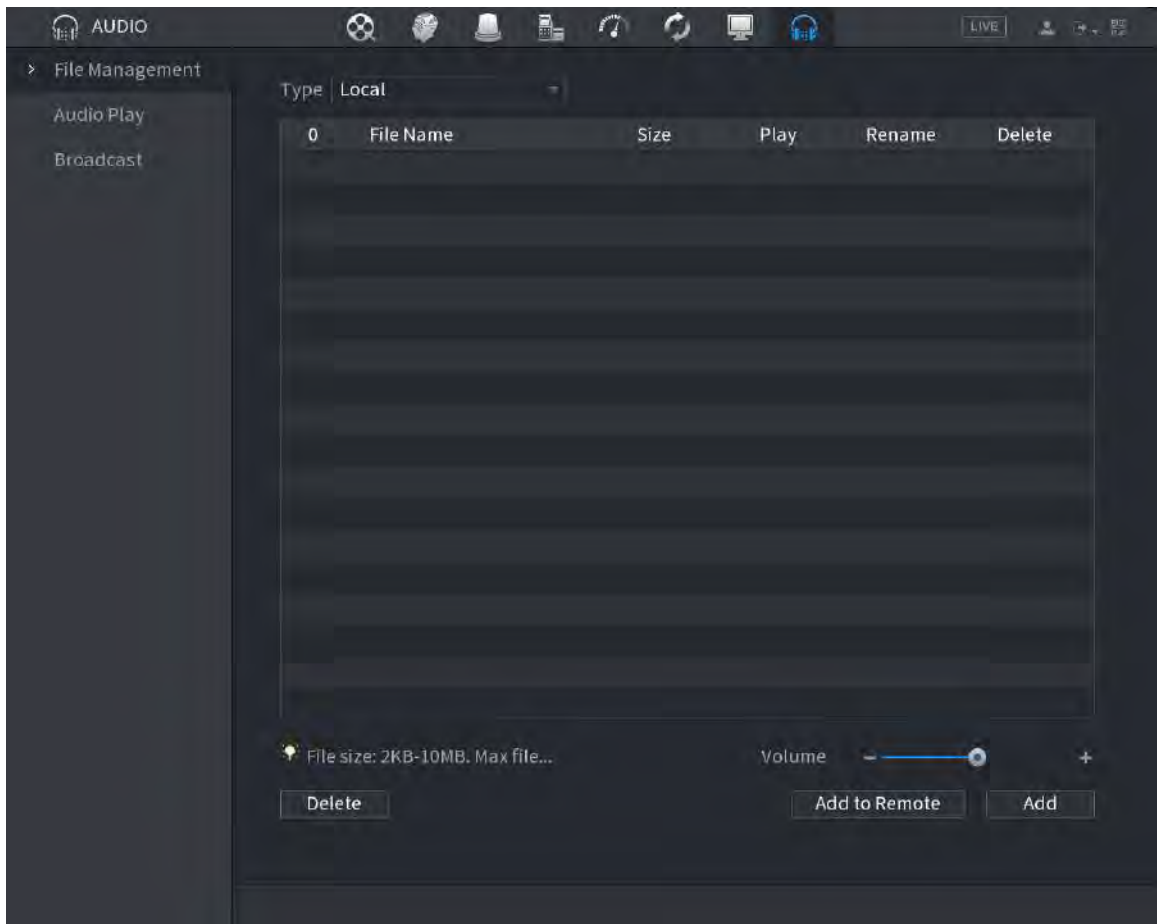 AUDIO
LIVE
File Management
Audio Play
Broadcast
Type Local
0 File Name Size Play Rename Delete
File size: 2KB-10MB. Max file...
Volume - +
Delete
Add to Remote
Add